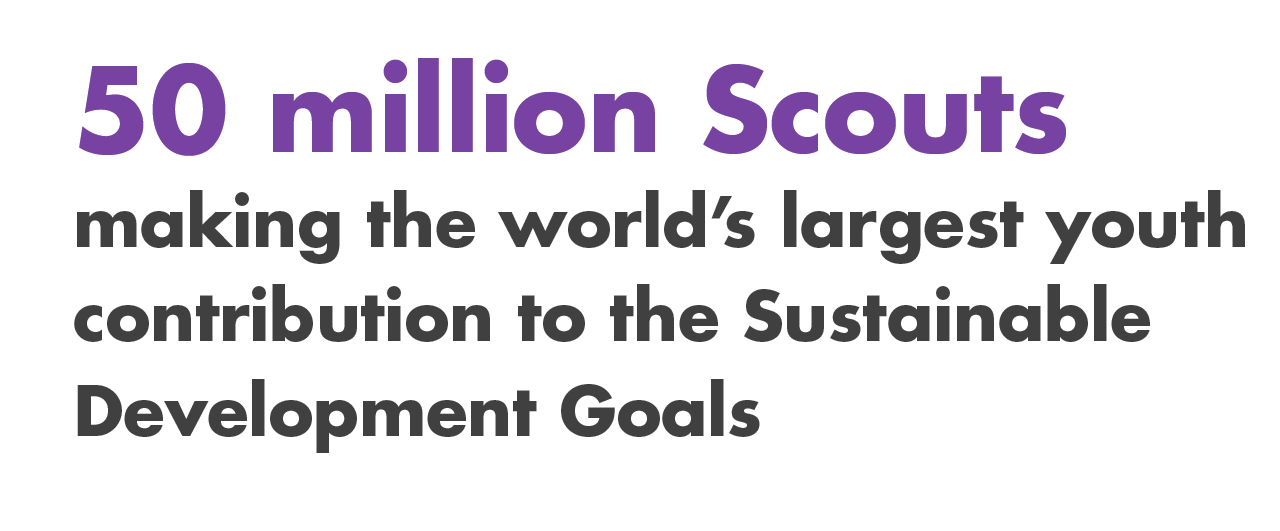 50 million Scouts
making the world’s largest youth
contribution to the Sustainable
Development Goals